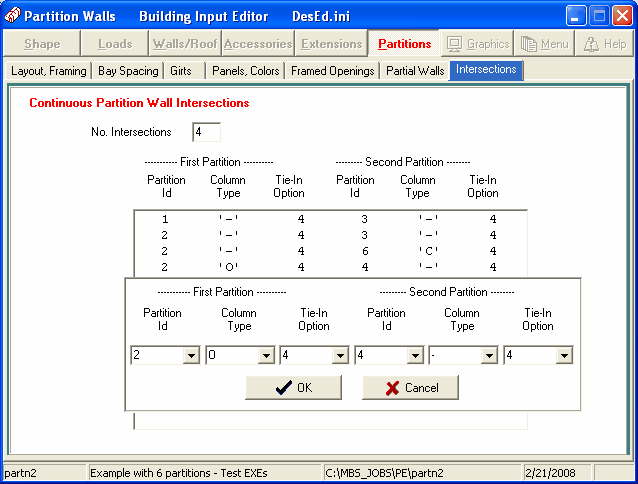 Partition Walls Building Input Editor DesEd.ini
Shape Loads Walls/Roof Accessories Extensions Partitions Graphics Menu Help
Layout, Framing Bay Spacing Girts Panels, Colors Framed Openings Partial Walls Intersections
Continuous Partition Wall Intersections
No. Intersections 4
----------- First Partition ---------- -------- Second Partition --------
Partition Column Tie-In Partition Column Tie-In
Id Type Option Id Type Option
1 '-' 4 3 '-' 4
2 '-' 4 3 '-' 4
2 '-' 4 6 'C' 4
2 'O' 4 4 '-' 4
----------- First Partition ---------- -------- Second Partition --------
Partition Column Tie-In Partition Column Tie-In
Id Type Option Id Type Option
2 O 4 4 - 4
OK Cancel
partn2 Example with 6 partitions - Test EXEs C:\MBS_JOBS\PE\partn2 2/21/2008